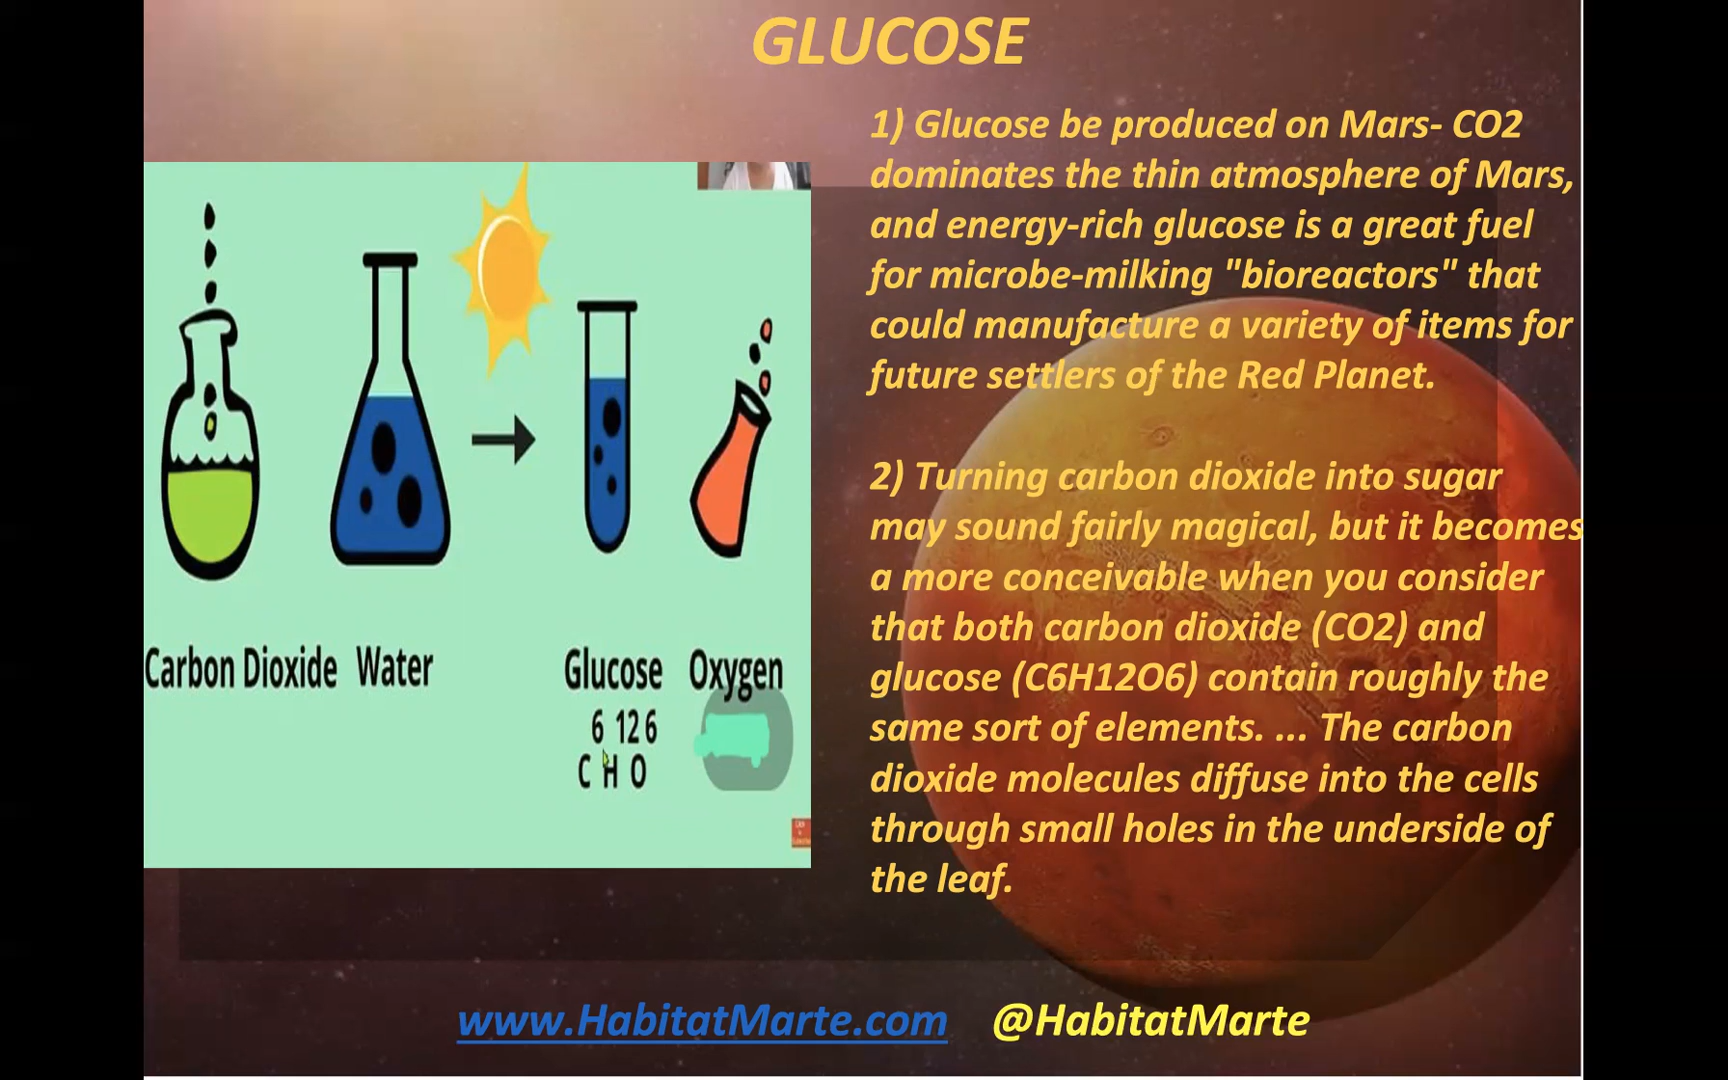 GLUCOSE
Carbon Dioxide Water
Glucose Oxygen
6 12 6
C H O
1) Glucose be produced on Mars- CO2
dominates the thin atmosphere of Mars,
and energy-rich glucose is a great fuel
for microbe-milking "bioreactors" that
could manufacture a variety of items for
future settlers of the Red Planet.
2) Turning carbon dioxide into sugar
may sound fairly magical, but it becomes
a more conceivable when you consider
that both carbon dioxide (CO2) and
glucose (C6H12O6) contain roughly the
same sort of elements. ... The carbon
dioxide molecules diffuse into the cells
through small holes in the underside of
the leaf.
www.HabitatMarte.com @HabitatMarte